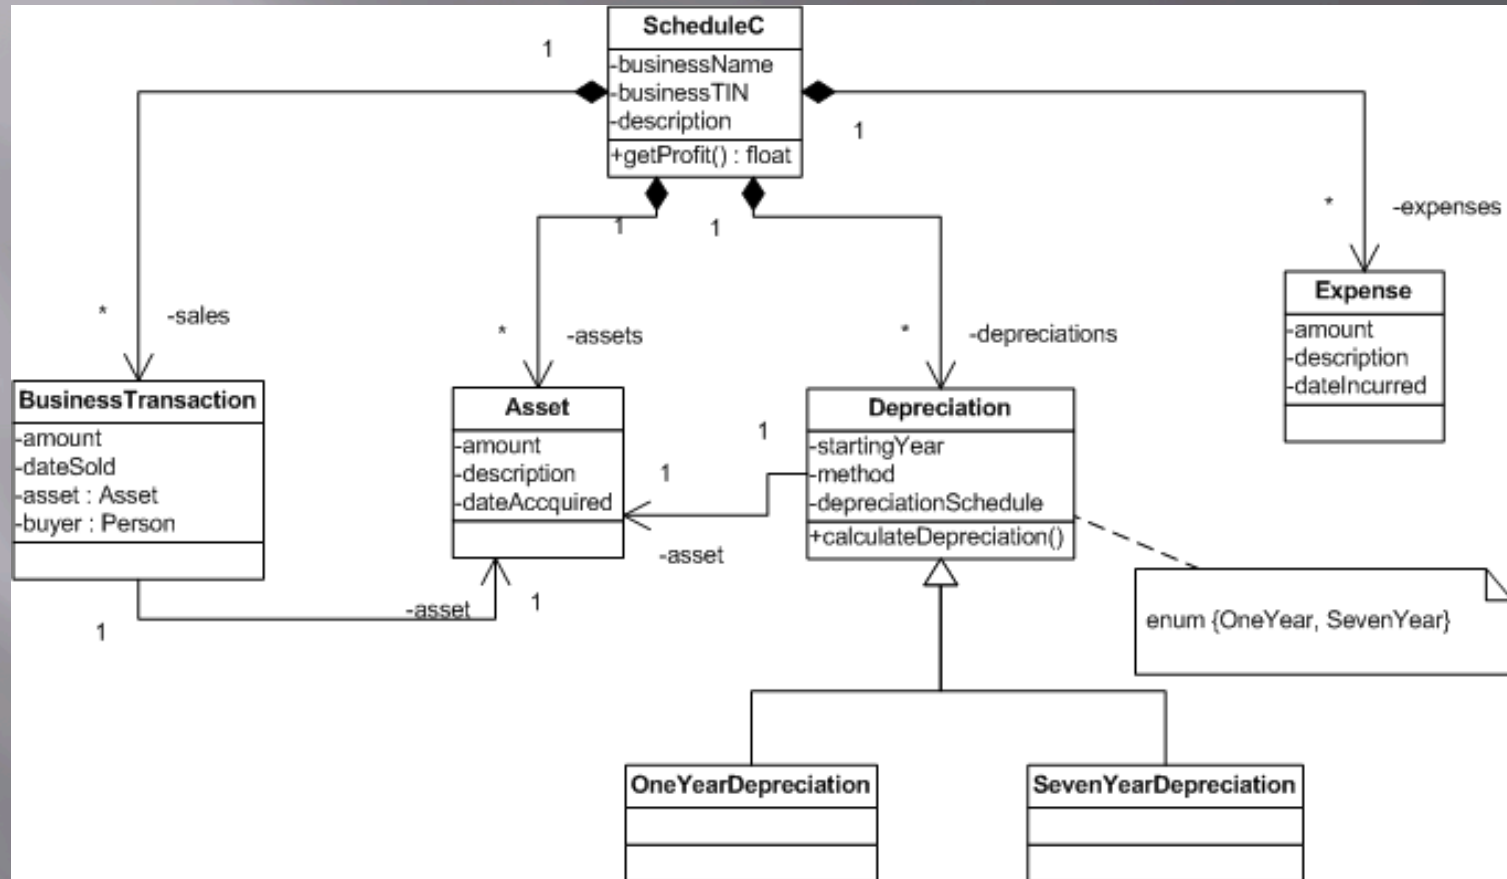 ScheduleC
-businessName
-businessTIN
-description
+getProfit() : float
1
1
1
1
*
-sales
*
-assets
*
-depreciations
*
-expenses
BusinessTransaction
-amount
-dateSold
-asset : Asset
-buyer : Person
Asset
-amount
-description
-dateAccquired
Depreciation
-startingYear
-method
-depreciationSchedule
+calculateDepreciation()
Expense
-amount
-description
-dateIncurred
1
1
-asset
1
-asset
1
enum {OneYear, SevenYear}
OneYearDepreciation
SevenYearDepreciation